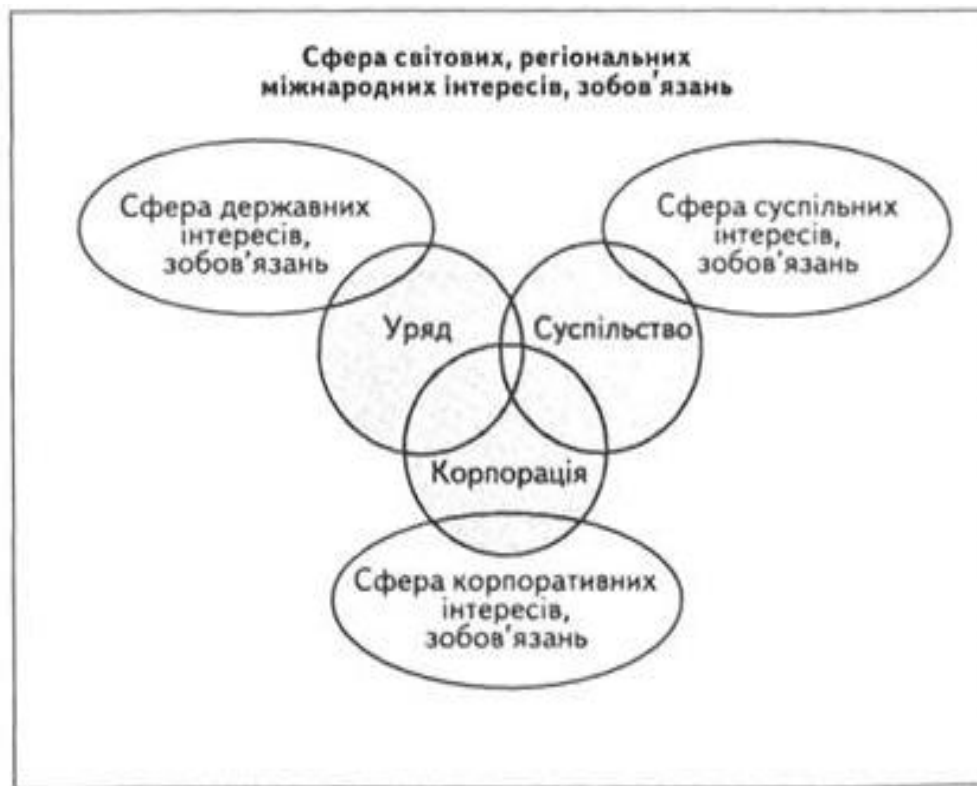 Сфера світових, регіональних
міжнародних інтересів, зобов'язань
Сфера державних
інтересів,
зобов'язань
Сфера суспільних
інтересів,
зобов'язань
Уряд
Суспільство
Корпорація
Сфера корпоративних
інтересів,
зобов'язань